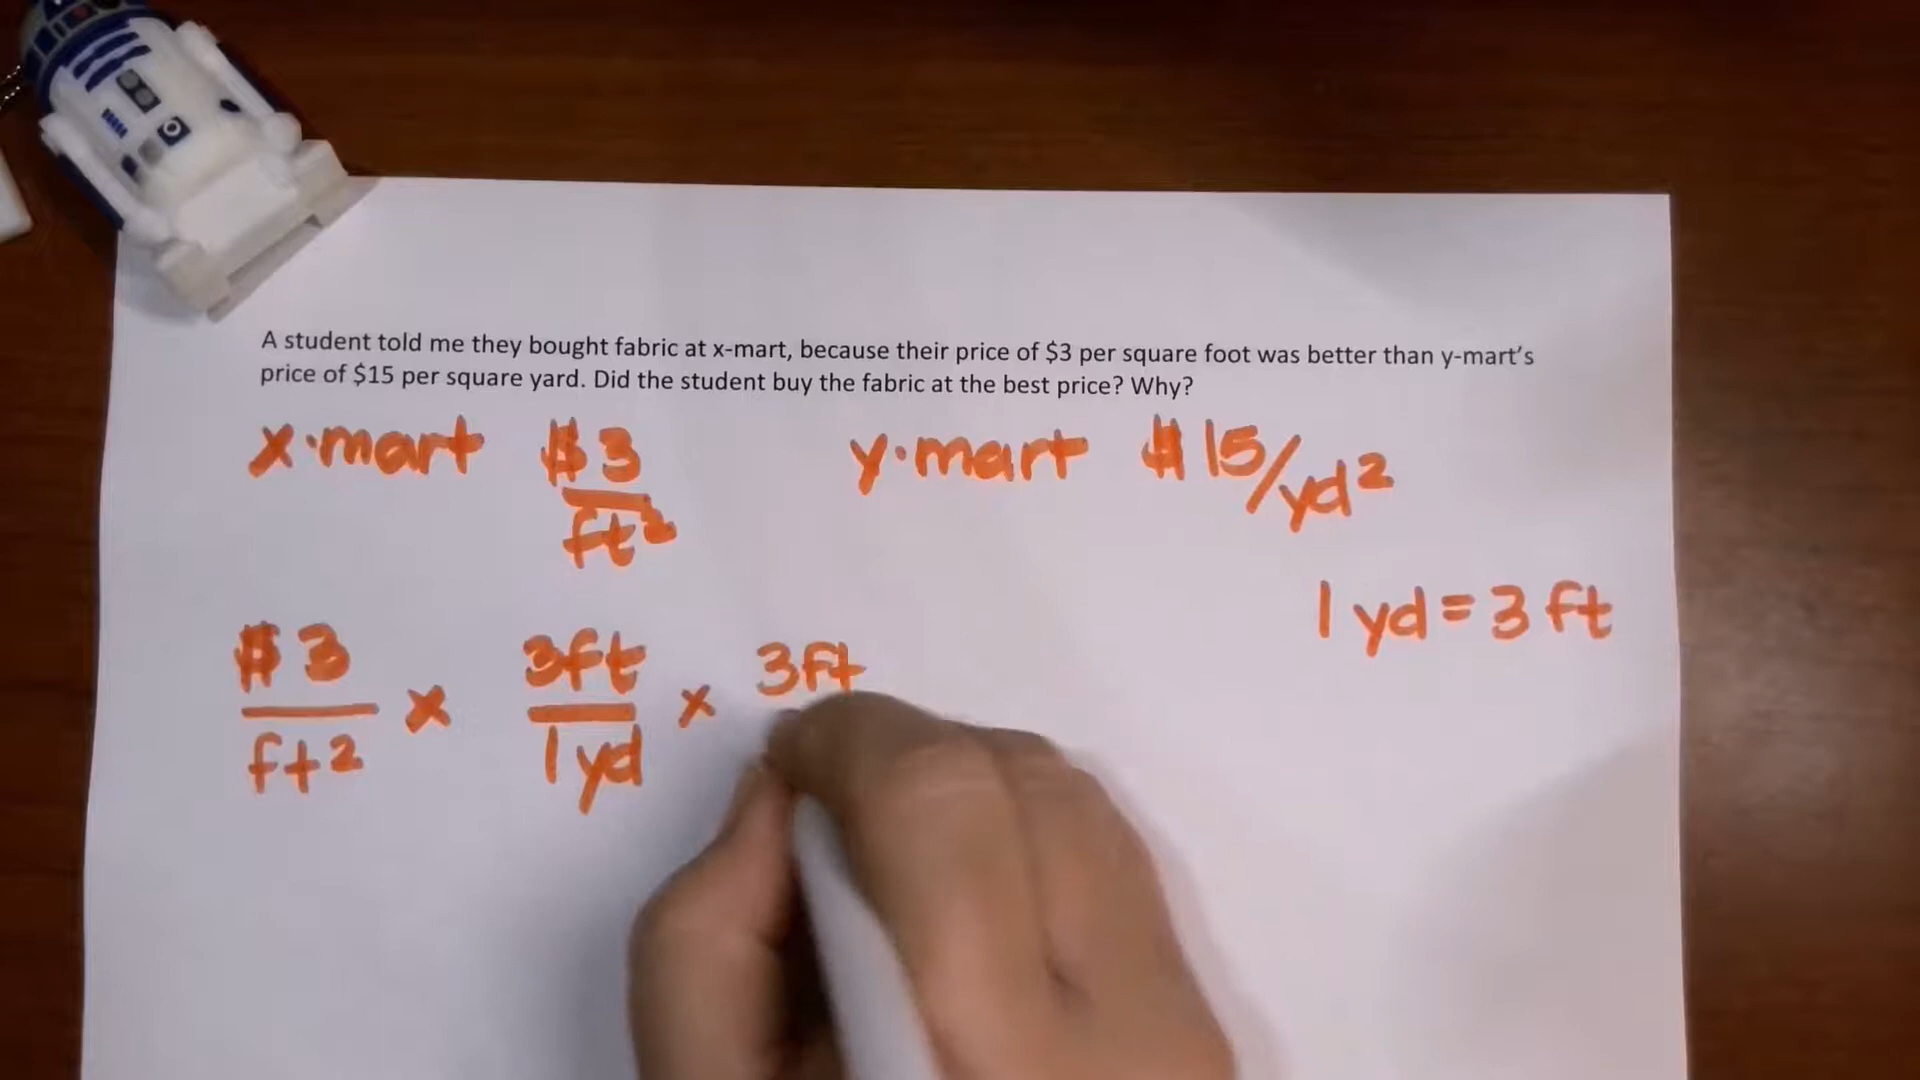 A student told me they bought fabric at x-mart, because their price of $3 per square foot was better than y-mart's
price of $15 per square yard. Did the student buy the fabric at the best price? Why?
x-mart $3
ft²
y-mart $15/yd²
1 yd = 3 ft
$3 3ft 3ft
x x
ft² 1yd